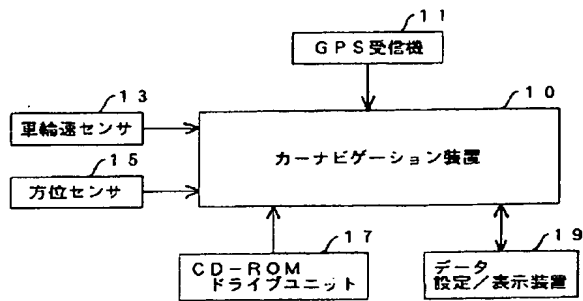 11
GPS受信機
13
10
車輪速センサ
カーナビゲーション装置
15
方位センサ
17
19
CD-ROM
ドライブユニット
データ
設定/表示装置